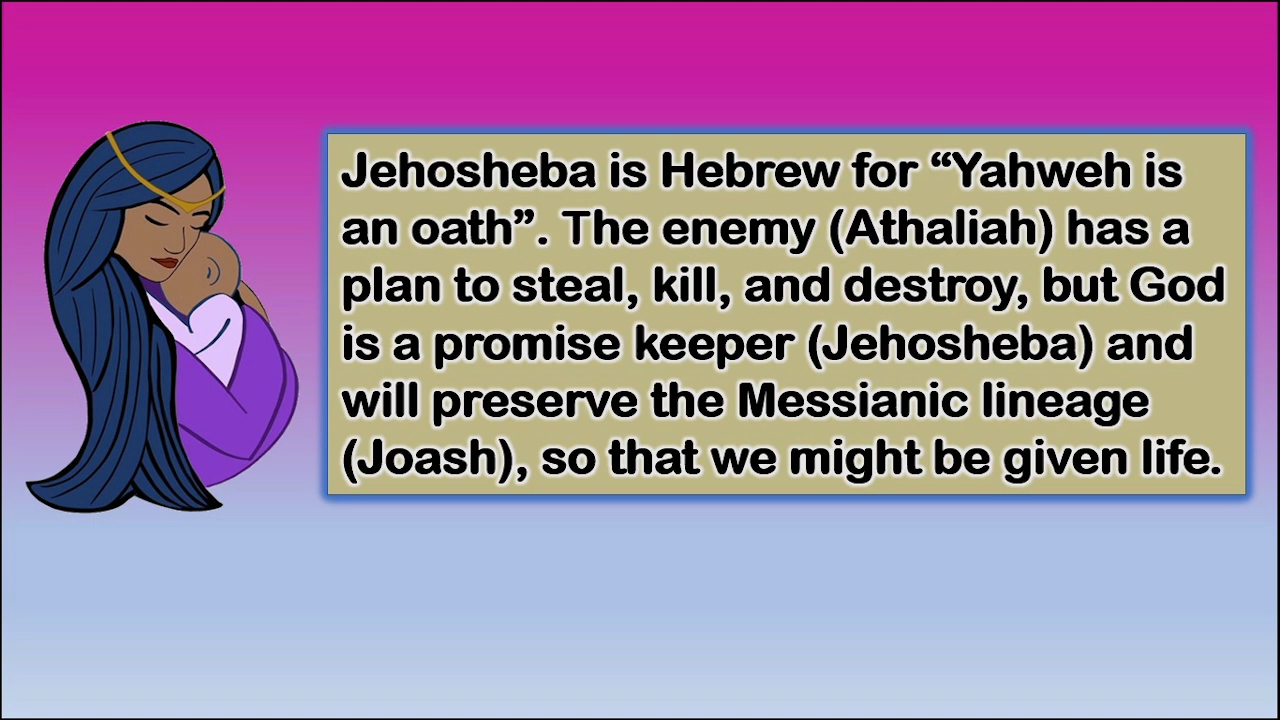 Jehosheba is Hebrew for “Yahweh is
an oath”. The enemy (Athaliah) has a
plan to steal, kill, and destroy, but God
is a promise keeper (Jehosheba) and
will preserve the Messianic lineage
(Joash), so that we might be given life.